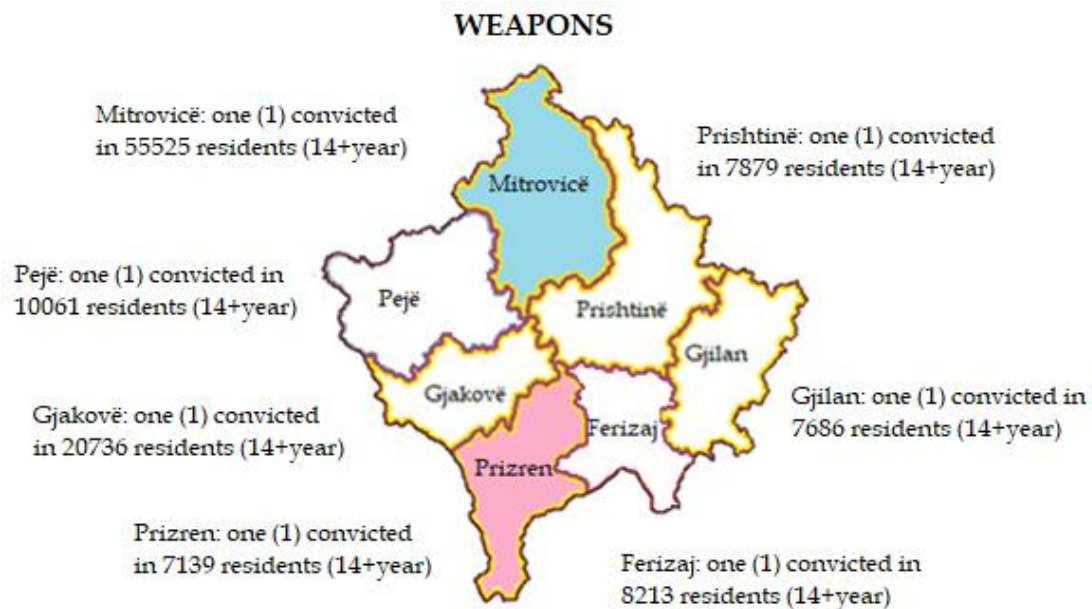 WEAPONS
Mitrovicë: one (1) convicted
in 55525 residents (14+year)
Prishtinë: one (1) convicted
in 7879 residents (14+year)
Mitrovicë
Pejë: one (1) convicted in
10061 residents (14+year)
Pejë
Prishtinë
Gjilan
Gjakovë: one (1) convicted
in 20736 residents (14+year)
Gjakovë
Ferizaj
Gjilan: one (1) convicted in
7686 residents (14+year)
Prizren
Prizren: one (1) convicted
in 7139 residents (14+year)
Ferizaj: one (1) convicted in
8213 residents (14+year)